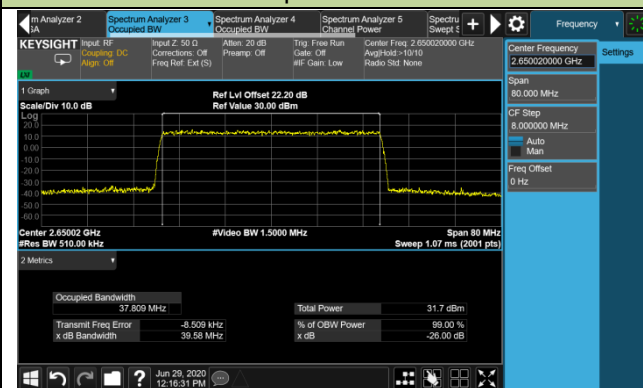 m Analyzer 2
Spectrum Analyzer 3
Occupied BW
Spectrum Analyzer 4
Occupied BW
Spectrum Analyzer 5
Channel Power
Spectru
Swept S
Frequency
KEYSIGHT
Input: RF
Coupling: DC
Align: Off
Input Z: 50 Ω
Corrections: Off
Freq Ref: Ext (S)
Atten: 20 dB
Preamp: Off
Trig: Free Run
Gate: Off
#IF Gain: Low
Center Freq: 2.650020000 GHz
Avg|Hold:>10/10
Radio Std: None
Center Frequency
2.650020000 GHz
Settings
Span
80.000 MHz
CF Step
8.000000 MHz
Auto
Man
Freq Offset
0 Hz
1 Graph
Scale/Div 10.0 dB
Ref Lvl Offset 22.20 dB
Ref Value 30.00 dBm
Log
20.0
10.0
0.00
-10.0
-20.0
-30.0
-40.0
-50.0
-60.0
Center 2.65002 GHz
#Video BW 1.5000 MHz
Span 80 MHz
#Res BW 510.00 kHz
Sweep 1.07 ms (2001 pts)
2 Metrics
Occupied Bandwidth
37.809 MHz
Total Power 31.7 dBm
Transmit Freq Error -8.509 kHz
% of OBW Power 99.00 %
x dB Bandwidth 39.58 MHz
x dB -26.00 dB
?
Jun 29, 2020
12:16:31 PM